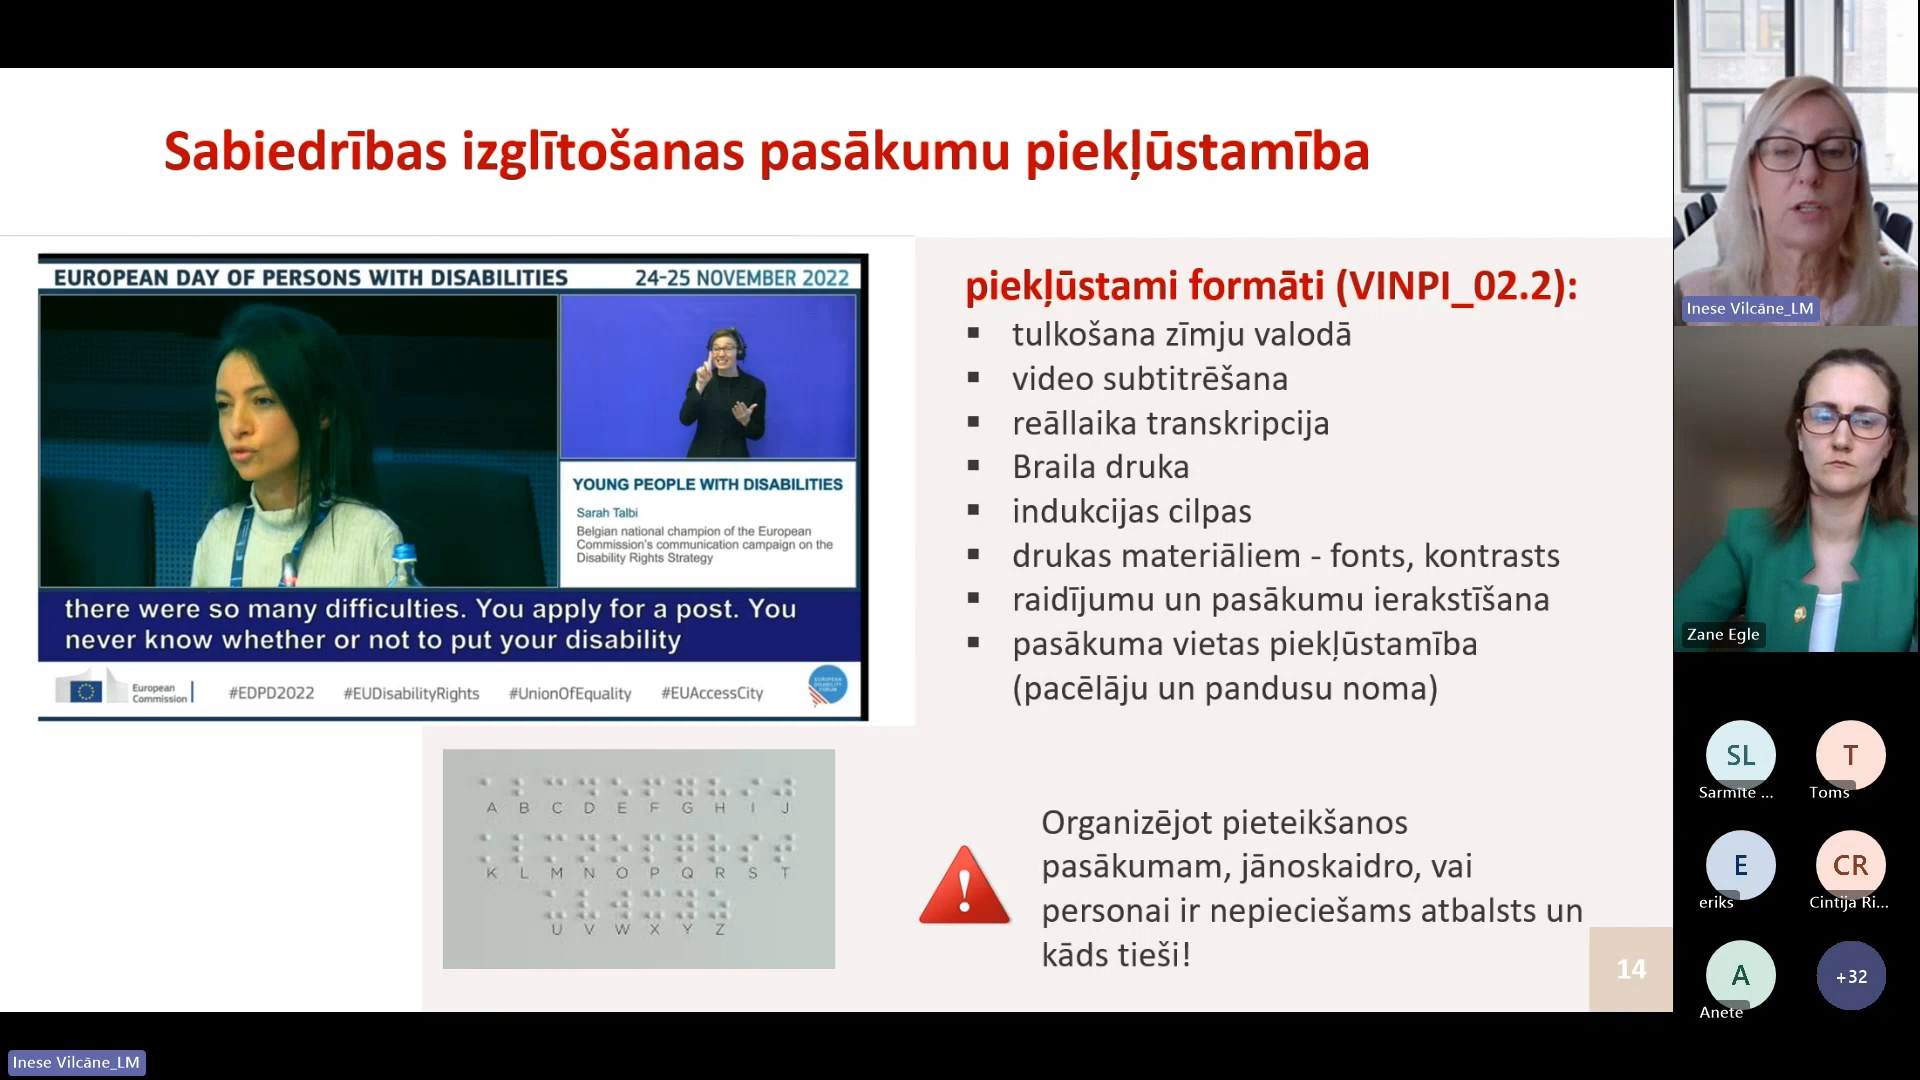 Sabiedrības izglītošanas pasākumu piekļūstamība
EUROPEAN DAY OF PERSONS WITH DISABILITIES
24-25 NOVEMBER 2022
YOUNG PEOPLE WITH DISABILITIES
Sarah Talbi
Belgian national champion of the European
Commission's communication campaign on the
Disability Rights Strategy
there were so many difficulties. You apply for a post. You
never know whether or not to put your disability
European
Commission
#EDPD2022
#EUDisabilityRights
#UnionOfEquality
#EUAccessCity
piekļūstami formāti (VINPI_02.2):
▪ tulkošana zīmju valodā
▪ video subtitrēšana
▪ reāllaika transkripcija
▪ Braila druka
▪ indukcijas cilpas
▪ drukas materiāliem - fonts, kontrasts
▪ raidījumu un pasākumu ierakstīšana
▪ pasākuma vietas piekļūstamība
(pacēlāju un pandusu noma)
A B C D E F G H I J
K L M N O P Q R S T
U V W X Y Z
Organizējot pieteikšanos
pasākumam, jānoskaidro, vai
personai ir nepieciešams atbalsts un
kāds tieši!
14
Inese Vilcāne_LM
Zane Egle
SL
Sarmīte ...
T
Toms
E
eriks
CR
Cintija Ri...
A
Anete
+32
Inese Vilcāne_LM